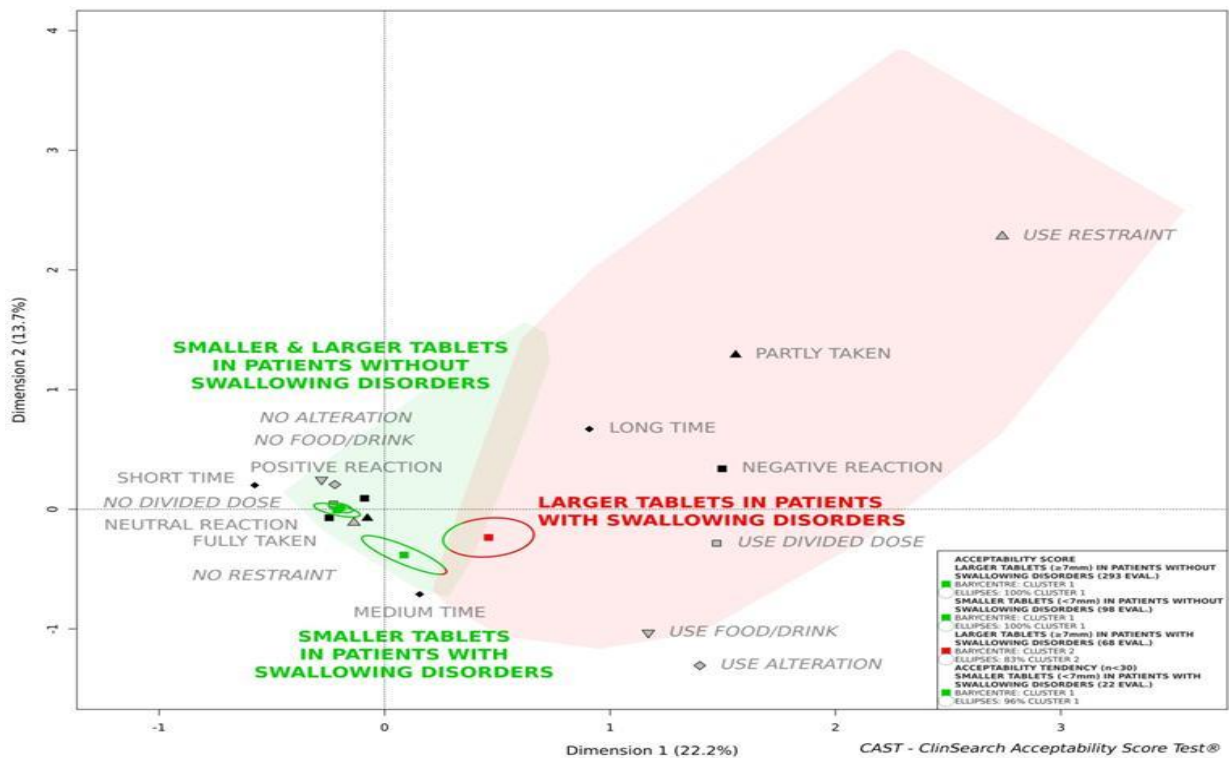 4
3
2
1
0
-1
Dimension 2 (13.7%)
USE RESTRAINT
PARTLY TAKEN
SMALLER & LARGER TABLETS
IN PATIENTS WITHOUT
SWALLOWING DISORDERS
NO ALTERATION
NO FOOD/DRINK
LONG TIME
POSITIVE REACTION
NEGATIVE REACTION
SHORT TIME
NO DIVIDED DOSE
LARGER TABLETS IN PATIENTS
WITH SWALLOWING DISORDERS
NEUTRAL REACTION
FULLY TAKEN
USE DIVIDED DOSE
NO RESTRAINT
MEDIUM TIME
SMALLER TABLETS
IN PATIENTS WITH
SWALLOWING DISORDERS
USE FOOD/DRINK
USE ALTERATION
ACCEPTABILITY SCORE
LARGER TABLETS (≥7mm) IN PATIENTS WITHOUT
SWALLOWING DISORDERS (293 EVAL.)
BARYCENTRE: CLUSTER 1
ELLIPSES: 100% CLUSTER 1
SMALLER TABLETS (<7mm) IN PATIENTS WITHOUT
SWALLOWING DISORDERS (98 EVAL.)
BARYCENTRE: CLUSTER 1
ELLIPSES: 100% CLUSTER 1
LARGER TABLETS (≥7mm) IN PATIENTS WITH
SWALLOWING DISORDERS (68 EVAL.)
BARYCENTRE: CLUSTER 2
ELLIPSES: 83% CLUSTER 2
ACCEPTABILITY TENDENCY (n<30)
SMALLER TABLETS (<7mm) IN PATIENTS WITH
SWALLOWING DISORDERS (22 EVAL.)
BARYCENTRE: CLUSTER 1
ELLIPSES: 96% CLUSTER 1
-1 0 1 2 3
Dimension 1 (22.2%)
CAST - ClinSearch Acceptability Score Test®